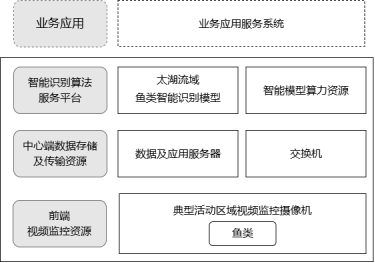 业务应用
业务应用服务系统
智能识别算法
服务平台
太湖流域
鱼类智能识别模型
智能模型算力资源
中心端数据存储
及传输资源
数据及应用服务器
交换机
前端
视频监控资源
典型活动区域视频监控摄像机
鱼类